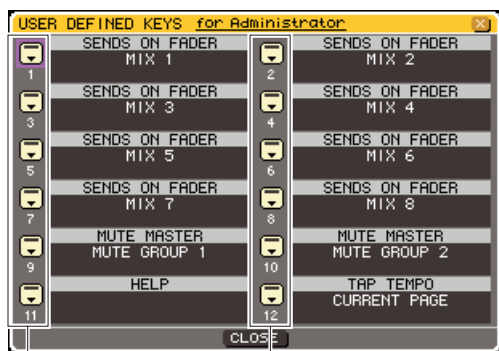 USER DEFINED KEYS for Administrator
SENDS ON FADER
MIX 1
1
SENDS ON FADER
MIX 2
2
SENDS ON FADER
MIX 3
3
SENDS ON FADER
MIX 4
4
SENDS ON FADER
MIX 5
5
SENDS ON FADER
MIX 6
6
SENDS ON FADER
MIX 7
7
SENDS ON FADER
MIX 8
8
MUTE MASTER
MUTE GROUP 1
9
MUTE MASTER
MUTE GROUP 2
10
HELP
11
TAP TEMPO
CURRENT PAGE
12
CLOSE